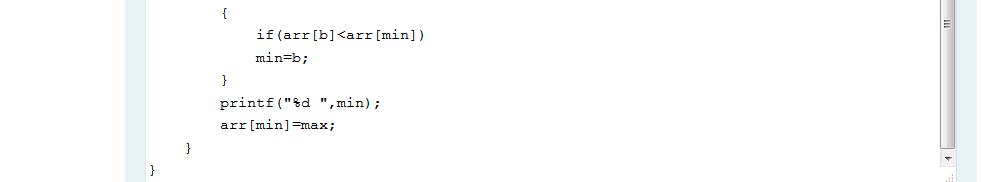 {
if(arr[b]<arr[min])
min=b;
}
printf("%d ",min);
arr[min]=max;
}
}